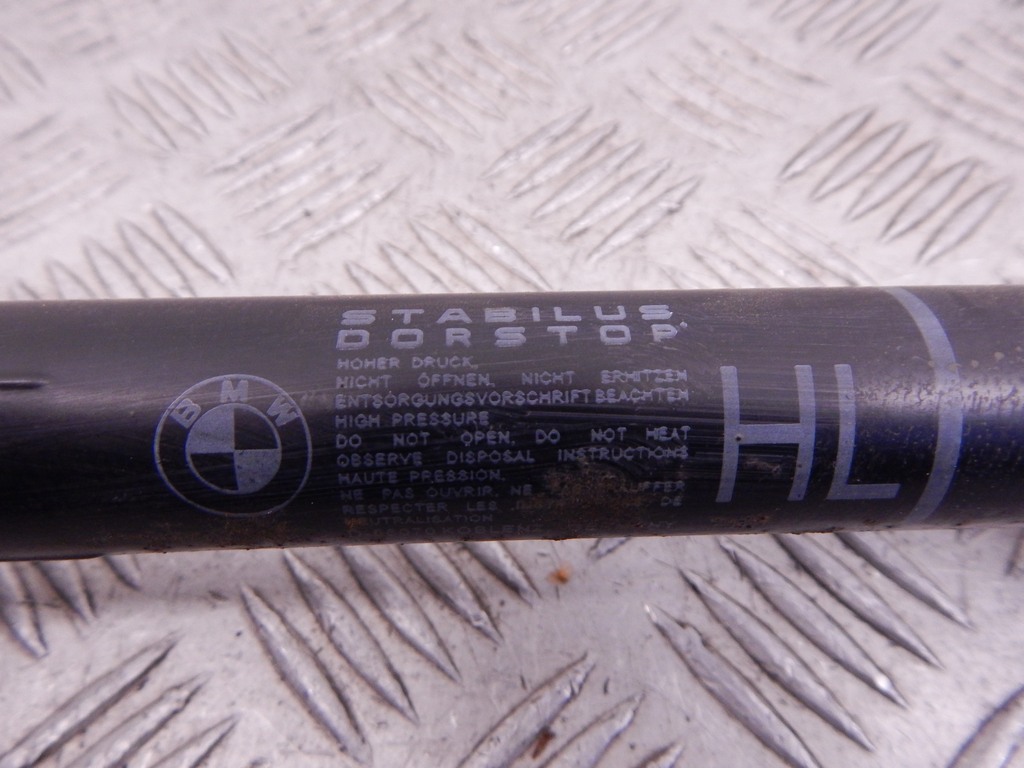 BMW
STABILUS
DORSTOP
HOHER DRUCK.
NICHT ÖFFNEN. NICHT ERHITZEN
ENTSORGUNGSVORSCHRIFT BEACHTEN
HIGH PRESSURE
DO NOT OPEN. DO NOT HEAT
OBSERVE DISPOSAL INSTRUCTIONS
HAUTE PRESSION.
NE PAS OUVRIR. NE
RESPECTER LES DE
HL